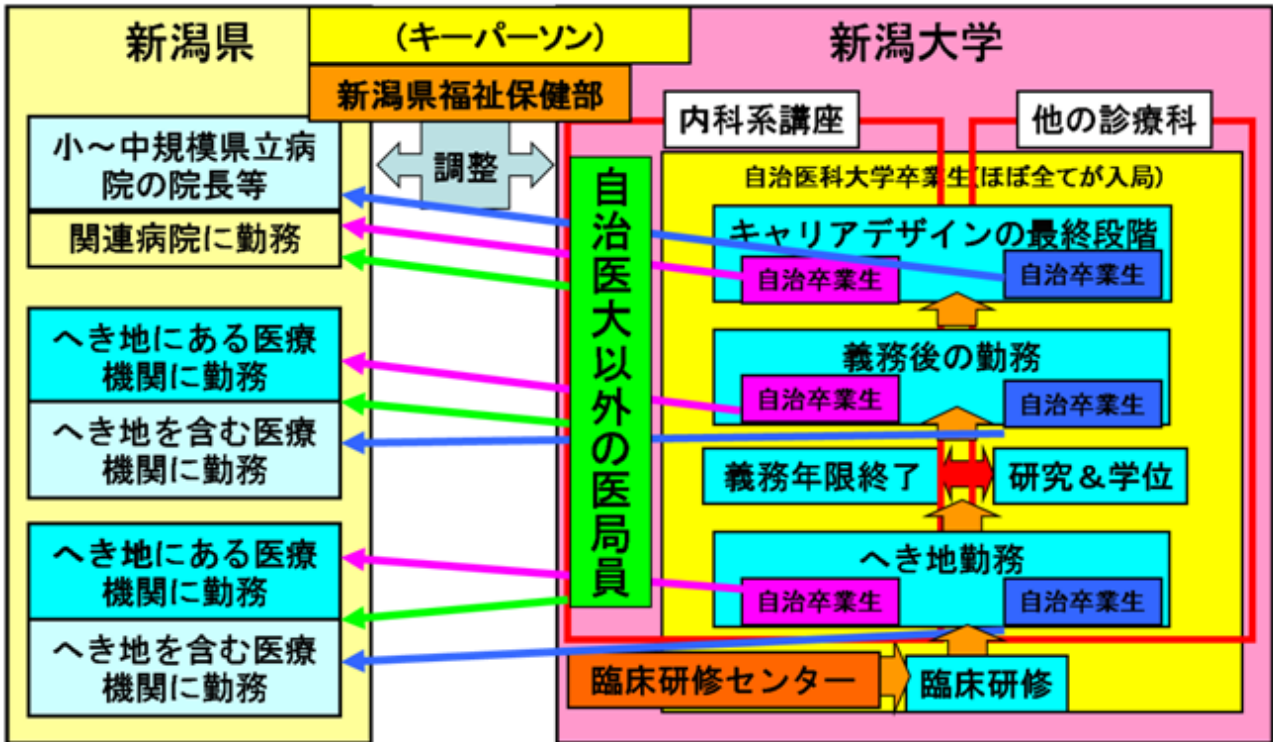 新潟県
(キーパーソン)
新潟大学
新潟県福祉保健部
内科系講座
他の診療科
小～中規模県立病
院の院長等
関連病院に勤務
調整
自治医大以外の医局員
自治医科大学卒業生(ほぼ全てが入局)
キャリアデザインの最終段階
自治卒業生
自治卒業生
へき地にある医療
機関に勤務
へき地を含む医療
機関に勤務
義務後の勤務
自治卒業生
自治卒業生
義務年限終了
研究&学位
へき地にある医療
機関に勤務
へき地を含む医療
機関に勤務
へき地勤務
自治卒業生
自治卒業生
臨床研修センター
臨床研修